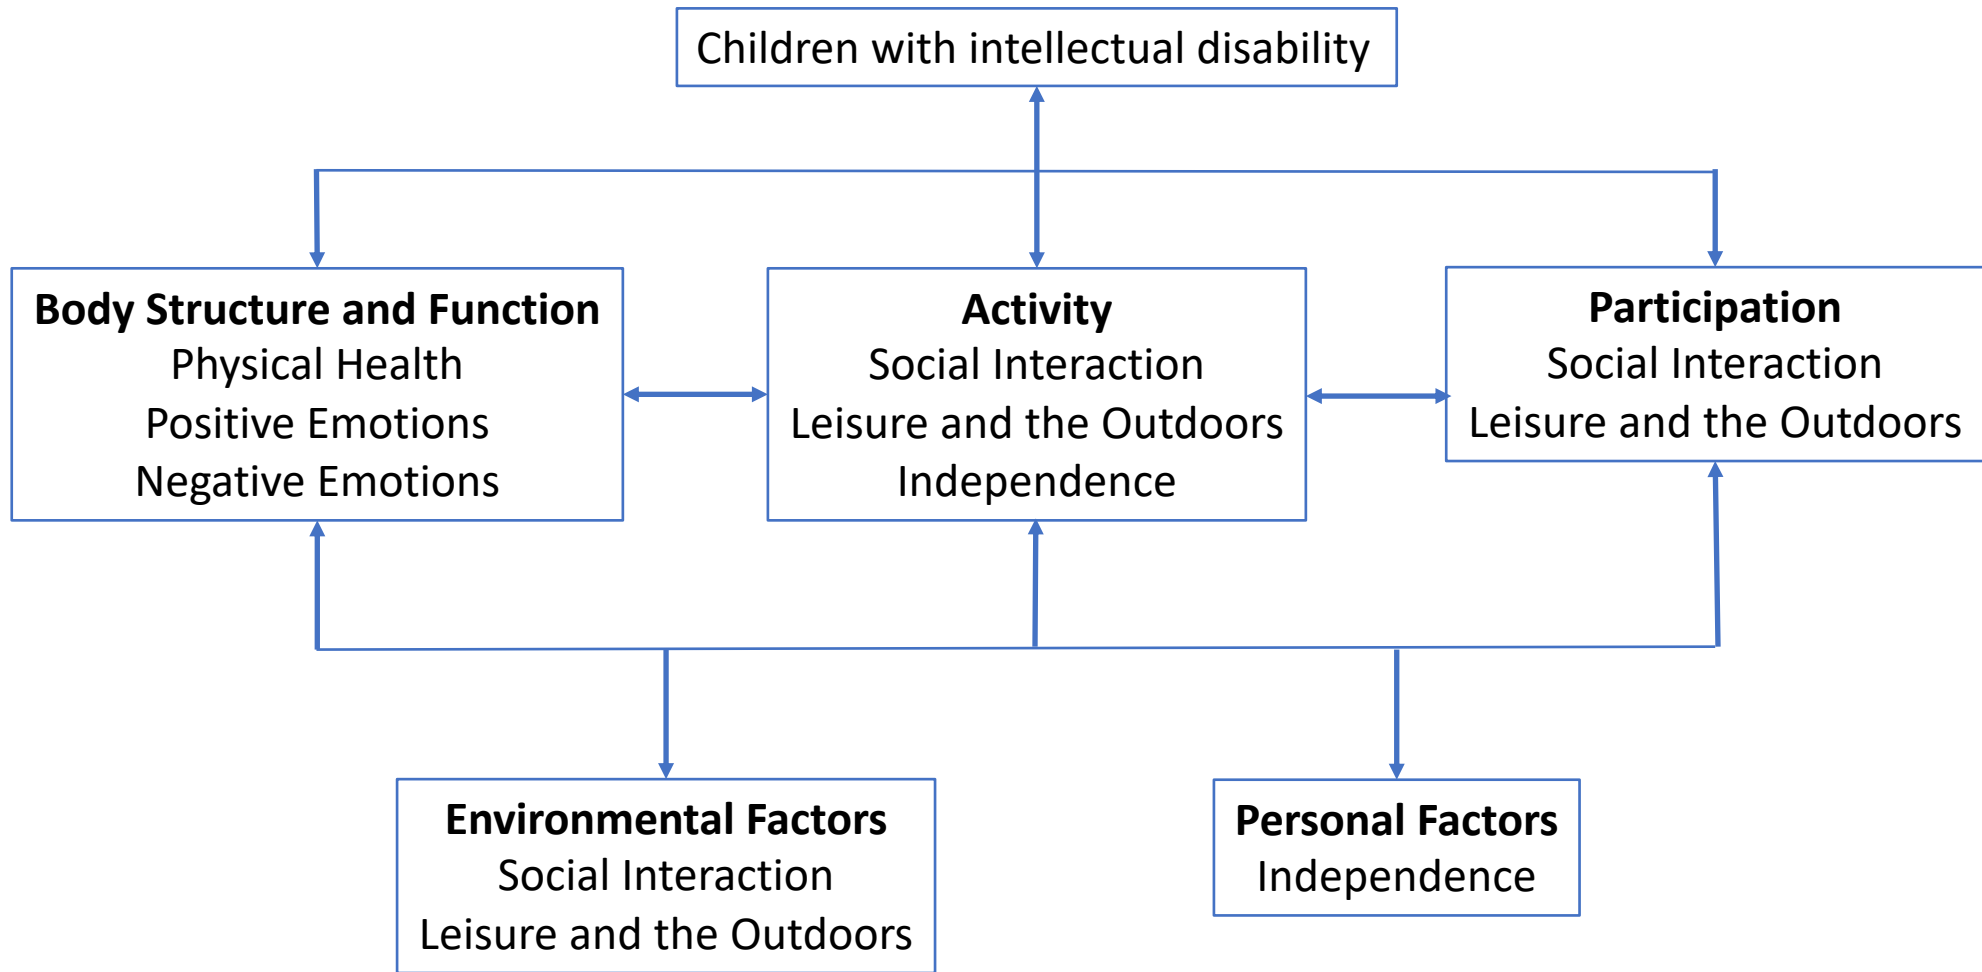 Children with intellectual disability
Body Structure and Function
Physical Health
Positive Emotions
Negative Emotions
Activity
Social Interaction
Leisure and the Outdoors
Independence
Participation
Social Interaction
Leisure and the Outdoors
Environmental Factors
Social Interaction
Leisure and the Outdoors
Personal Factors
Independence